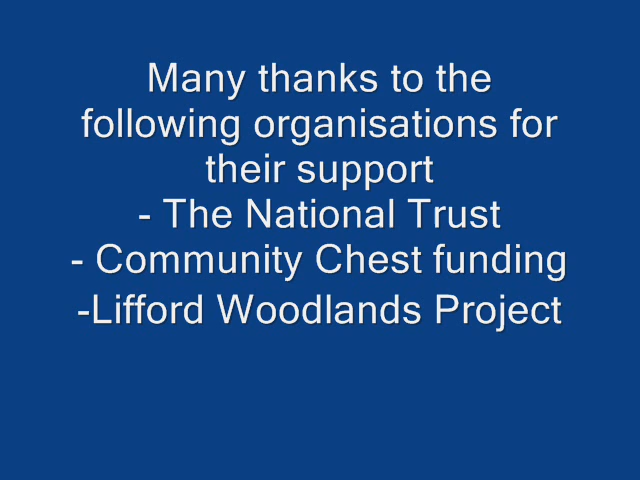 Many thanks to the
following organisations for
their support
- The National Trust
- Community Chest funding
-Lifford Woodlands Project